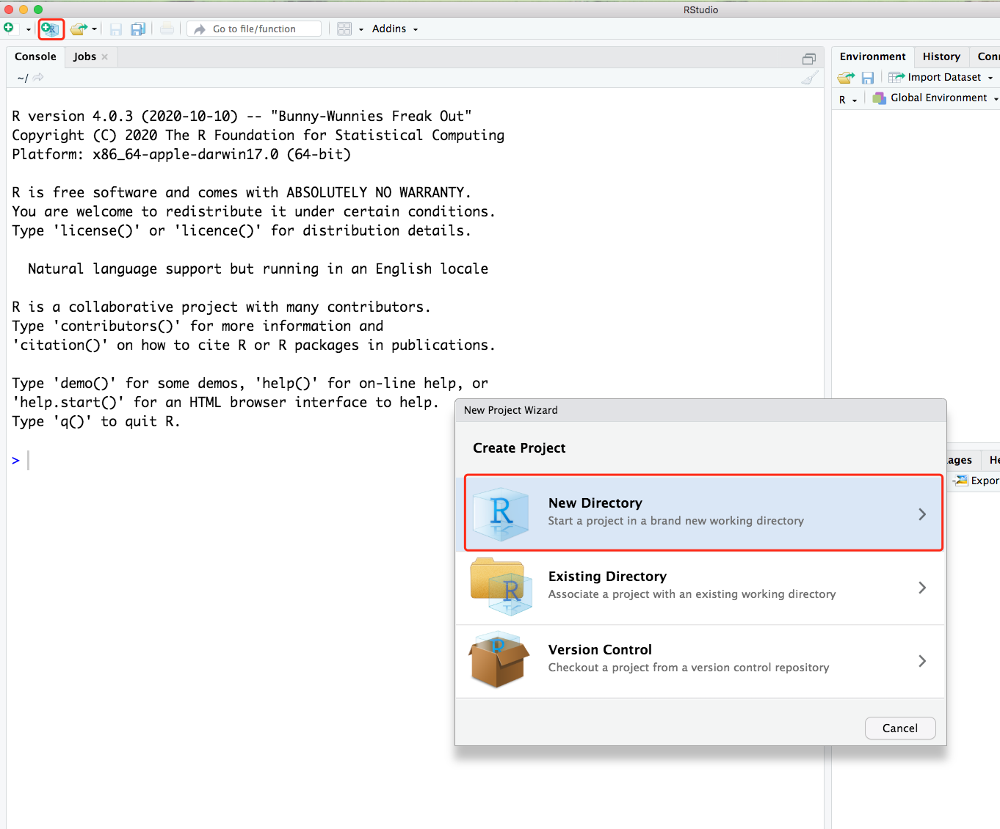 RStudio
Go to file/function
Addins
Console
Jobs
~/
R version 4.0.3 (2020-10-10) -- "Bunny-Wunnies Freak Out"
Copyright (C) 2020 The R Foundation for Statistical Computing
Platform: x86_64-apple-darwin17.0 (64-bit)
R is free software and comes with ABSOLUTELY NO WARRANTY.
You are welcome to redistribute it under certain conditions.
Type 'license()' or 'licence()' for distribution details.
Natural language support but running in an English locale
R is a collaborative project with many contributors.
Type 'contributors()' for more information and
'citation()' on how to cite R or R packages in publications.
Type 'demo()' for some demos, 'help()' for on-line help, or
'help.start()' for an HTML browser interface to help.
Type 'q()' to quit R.
>
Environment
History
Conn
Import Dataset
R
Global Environment
ages
He
Expor
New Project Wizard
Create Project
R
New Directory
Start a project in a brand new working directory
R
Existing Directory
Associate a project with an existing working directory
R
Version Control
Checkout a project from a version control repository
Cancel